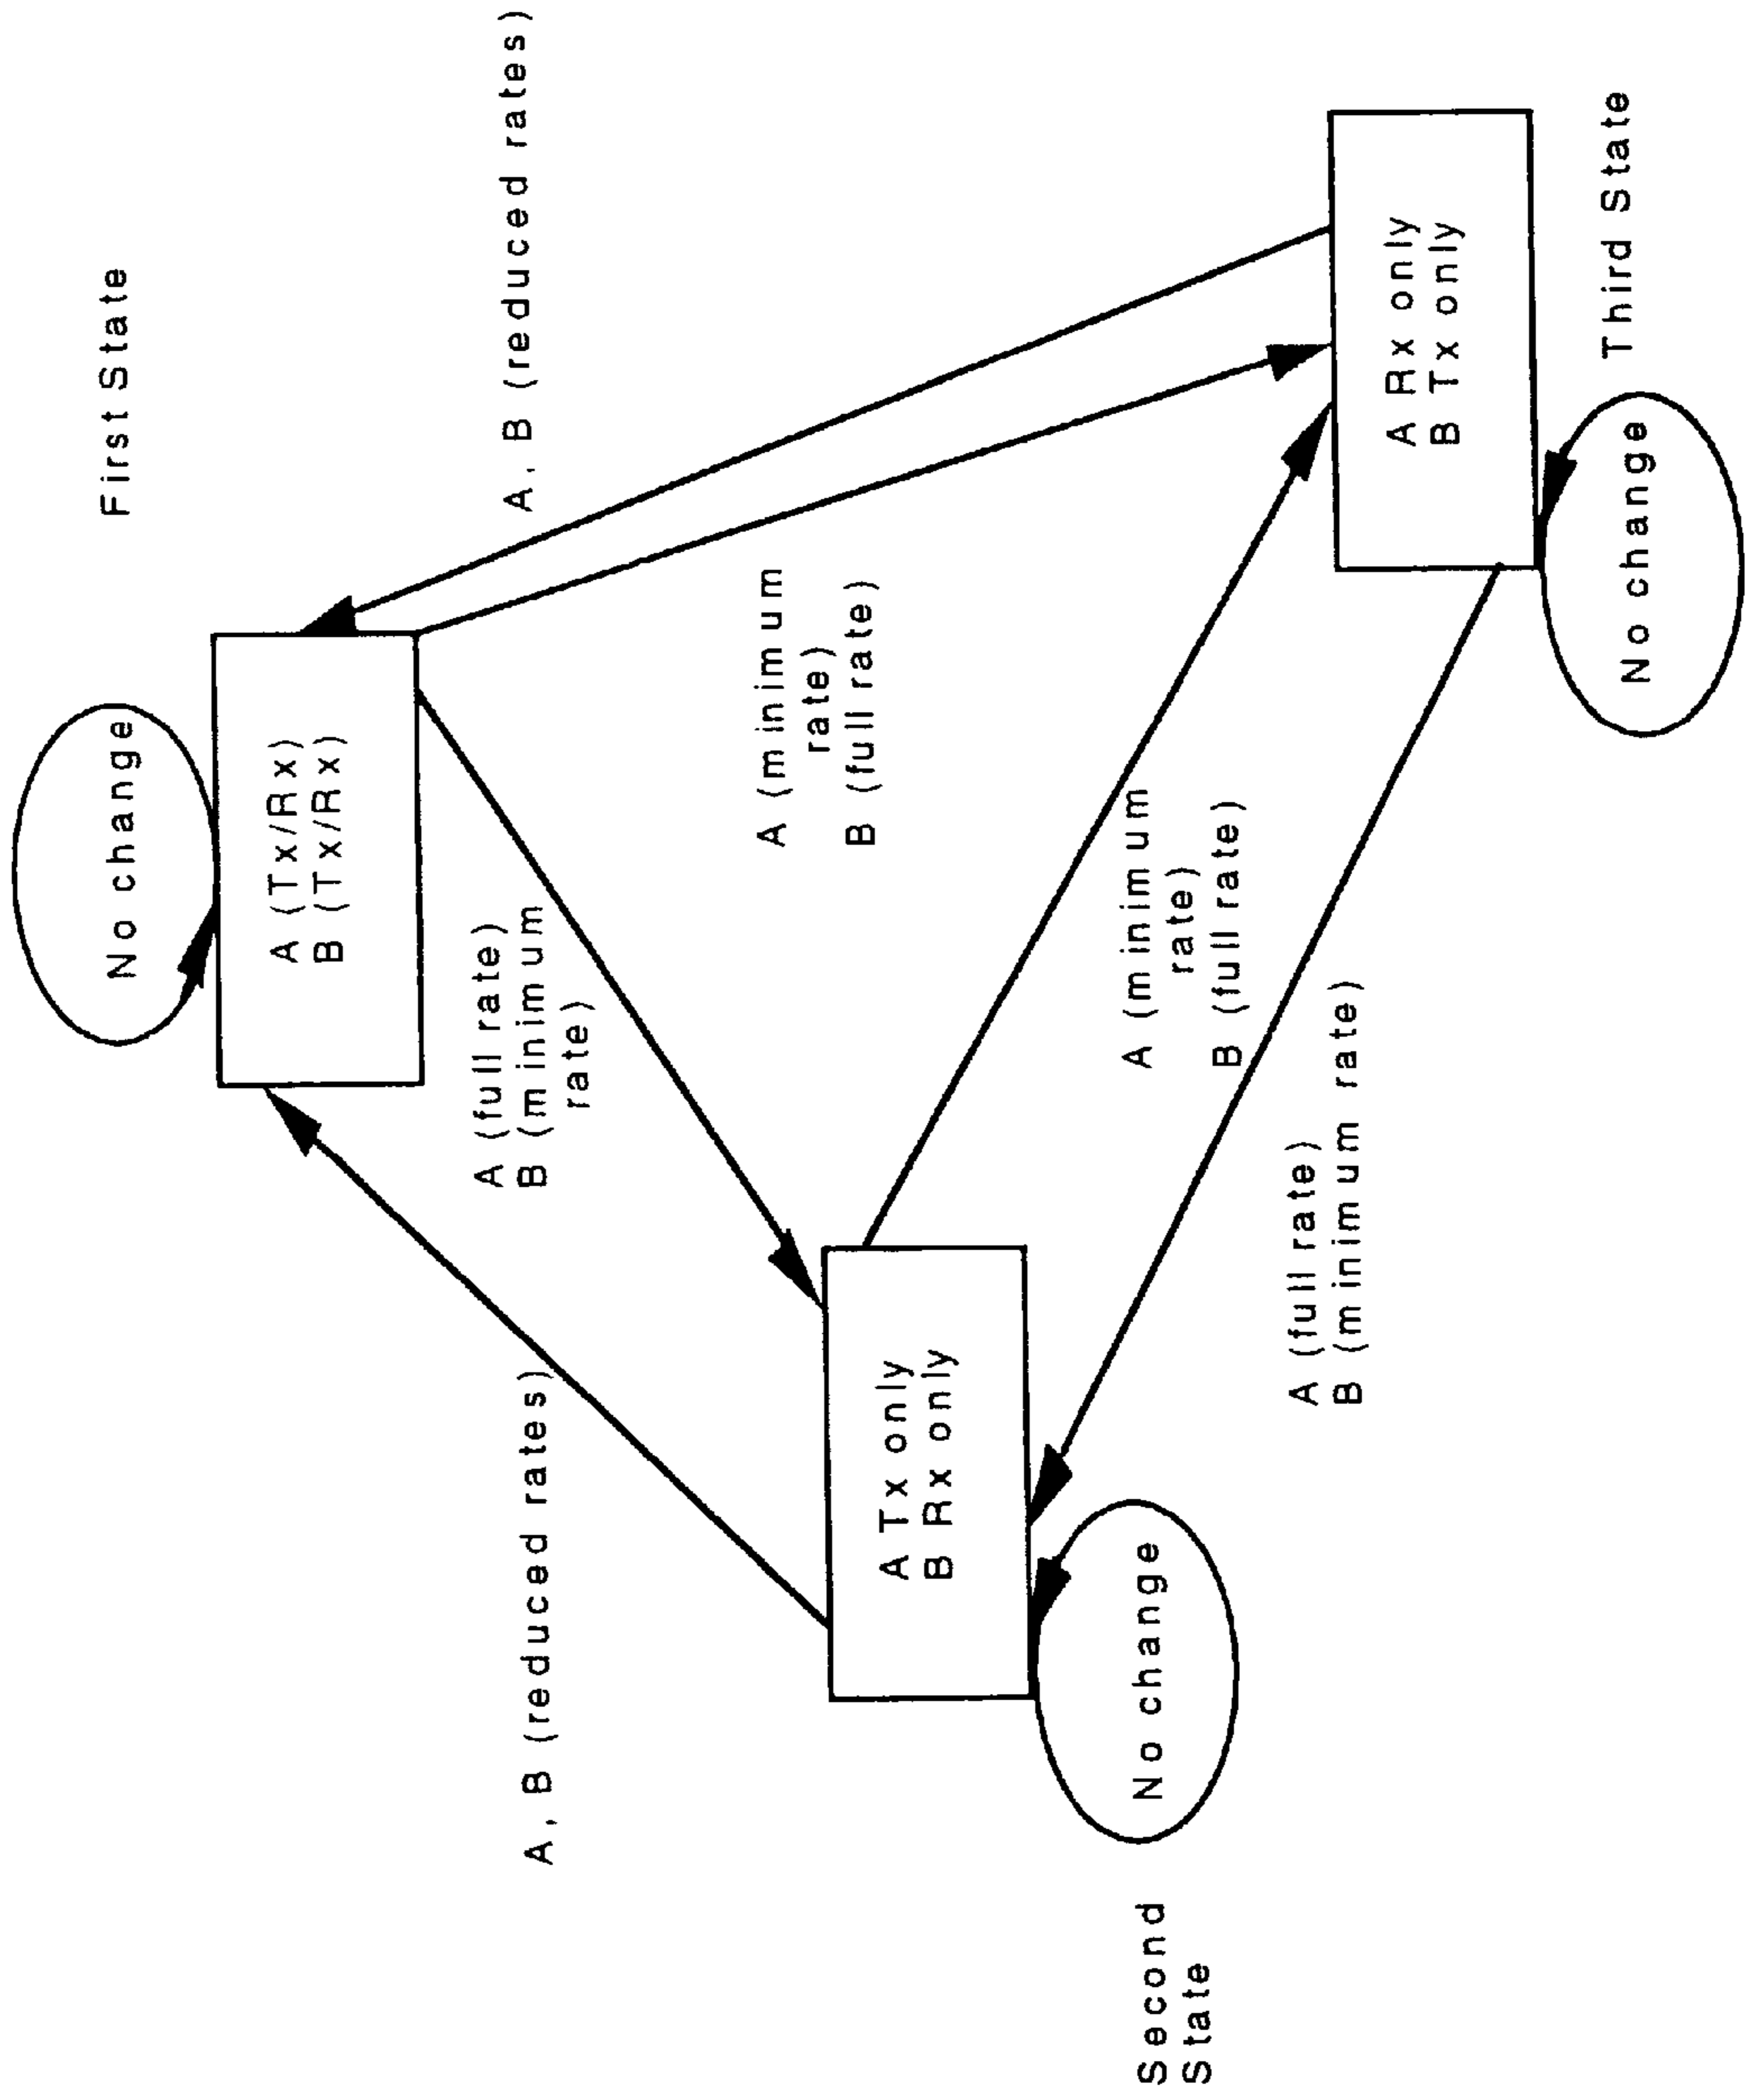 First State
No change
A (Tx/Rx)
B (Tx/Rx)
A, B (reduced rates)
A (full rate)
B (minimum
rate)
A, B (reduced rates)
A (minimum
rate)
B (full rate)
A Tx only
B Rx only
A (minimum
rate)
B (full rate)
Second
State
No change
A (full rate)
B (minimum rate)
A Rx only
B Tx only
No change
Third State